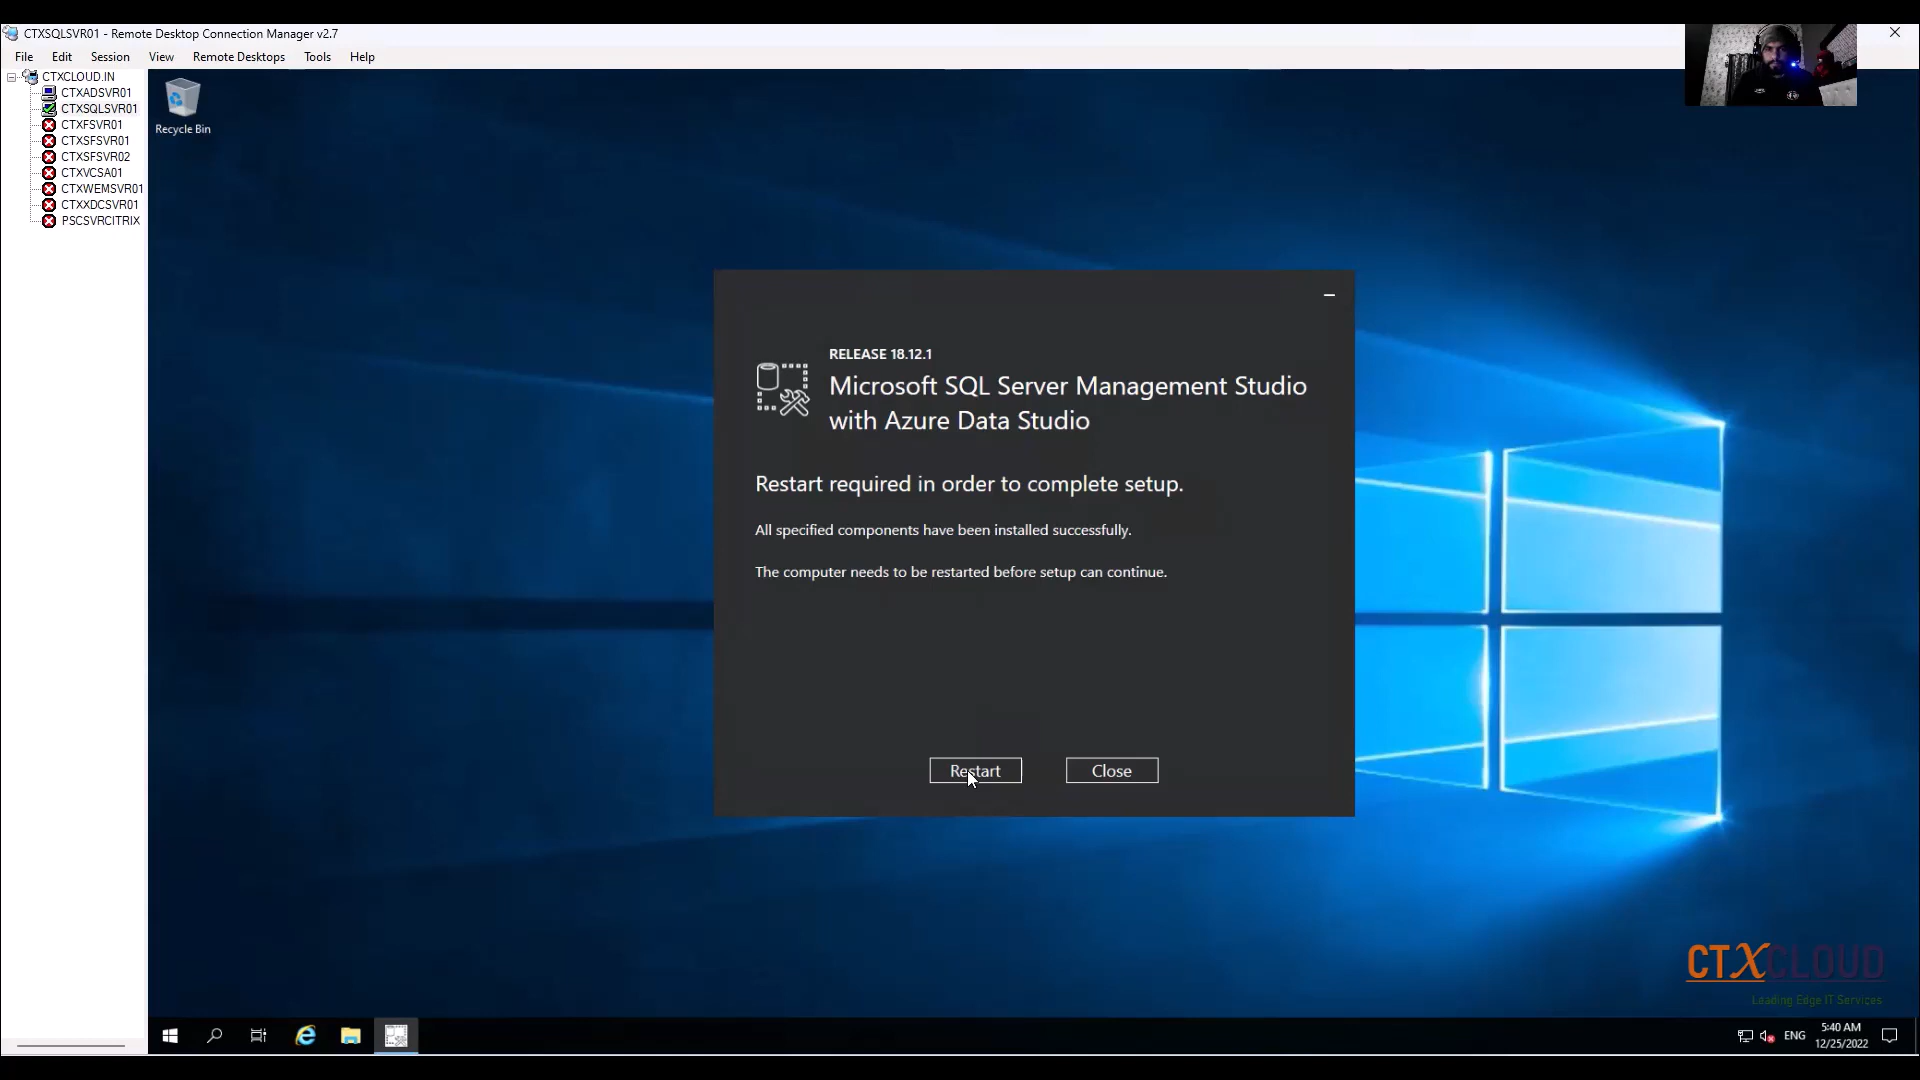 CTXSQLSVR01 - Remote Desktop Connection Manager v2.7
File Edit Session View Remote Desktops Tools Help
CTXCLOUD.IN
CTXADSVR01
CTXSQLSVR01
CTXFSVR01
CTXSFSVR01
CTXSFSVR02
CTXVCSA01
CTXWEMSVR01
CTXXDCSVR01
PSCSVRCITRIX
Recycle Bin
RELEASE 18.12.1
Microsoft SQL Server Management Studio
with Azure Data Studio
Restart required in order to complete setup.
All specified components have been installed successfully.
The computer needs to be restarted before setup can continue.
Restart Close
CTXCLOUD
Leading Edge IT Services
ENG
5:40 AM
12/25/2022